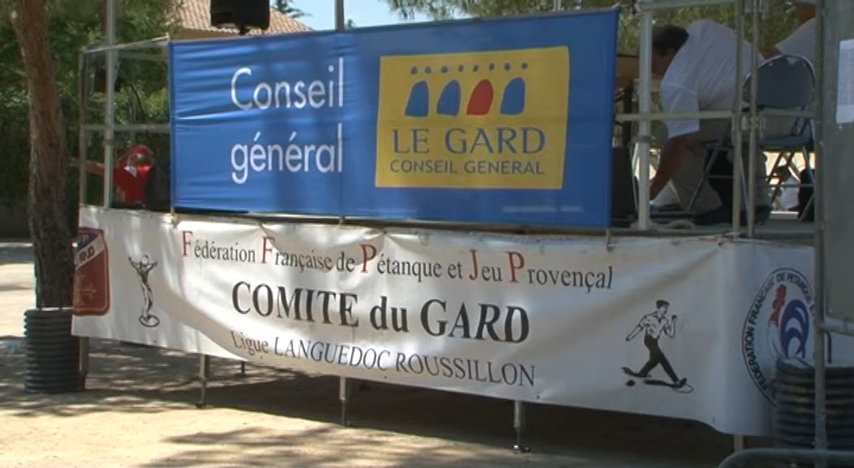 Conseil
général
LE GARD
CONSEIL GENERAL
Fédération Française de Pétanque et Jeu Provençal
COMITE du GARD
Ligue LANGUEDOC ROUSSILLON